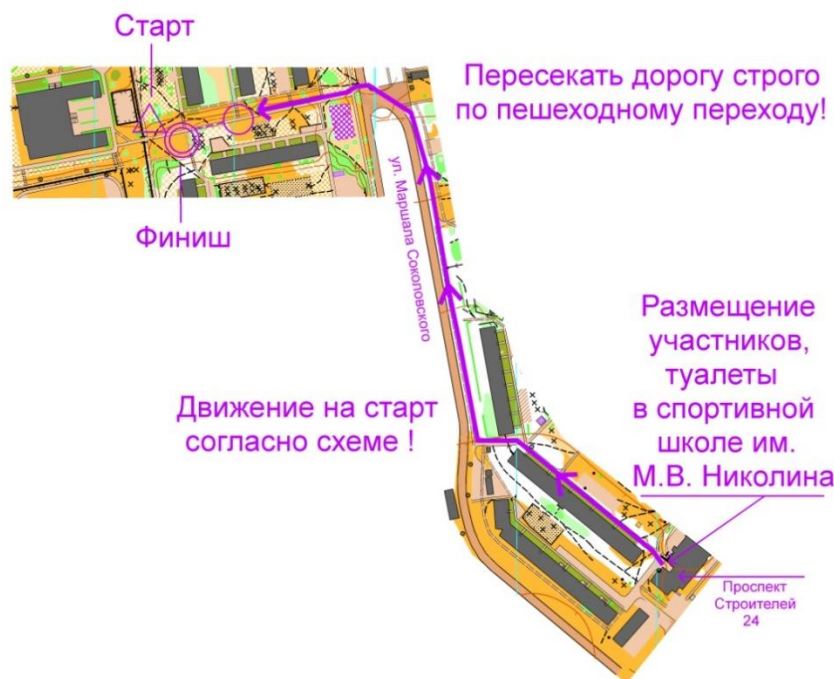 Старт
Пересекать дорогу строго
по пешеходному переходу!
ул. Маршала Соколовского
Финиш
Размещение
участников,
туалеты
в спортивной
школе им.
М.В. Николина
Движение на старт
согласно схеме !
Проспект
Строителей
24